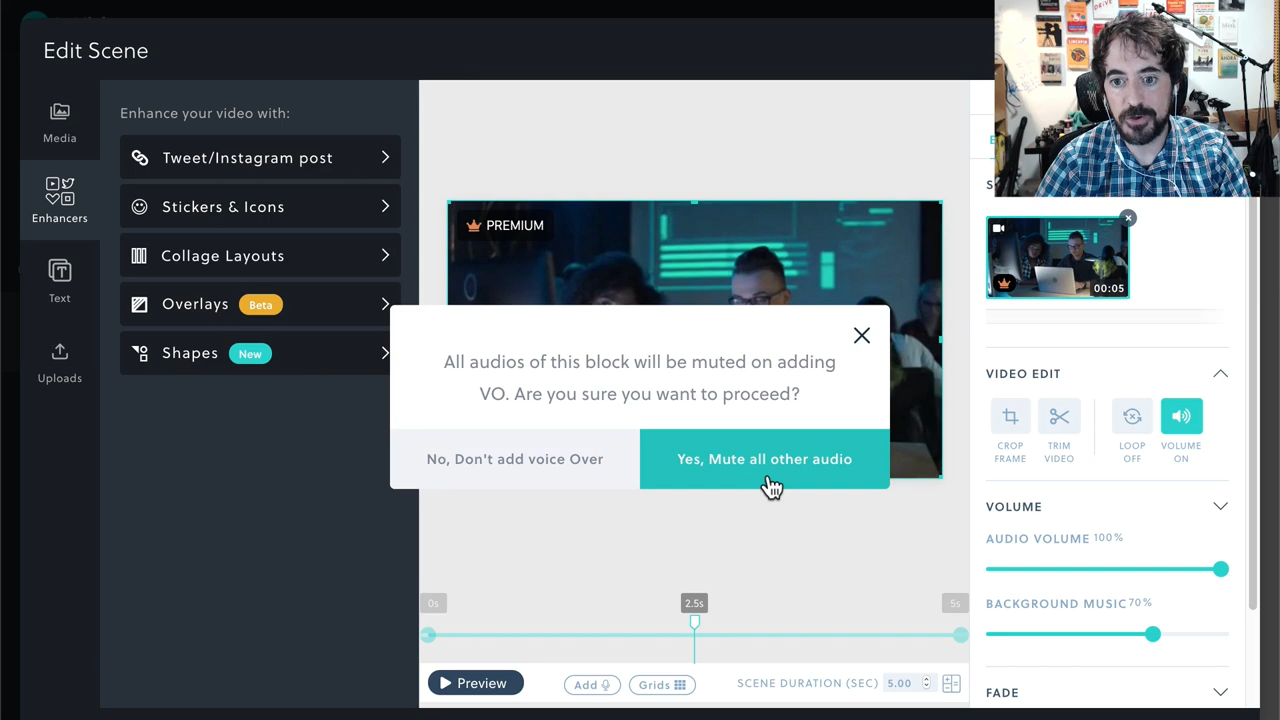 Edit Scene
Media
Enhancers
Text
Uploads
Enhance your video with:
Tweet/Instagram post
Stickers & Icons
Collage Layouts
Overlays Beta
Shapes New
PREMIUM
All audios of this block will be muted on adding
VO. Are you sure you want to proceed?
No, Don't add voice Over
Yes, Mute all other audio
0s
2.5s
5s
Preview
Add
Grids
SCENE DURATION (SEC) 5.00
DRIVE
AHORA
00:05
VIDEO EDIT
CROP
FRAME
TRIM
VIDEO
LOOP
OFF
VOLUME
ON
VOLUME
AUDIO VOLUME 100%
BACKGROUND MUSIC 70%
FADE